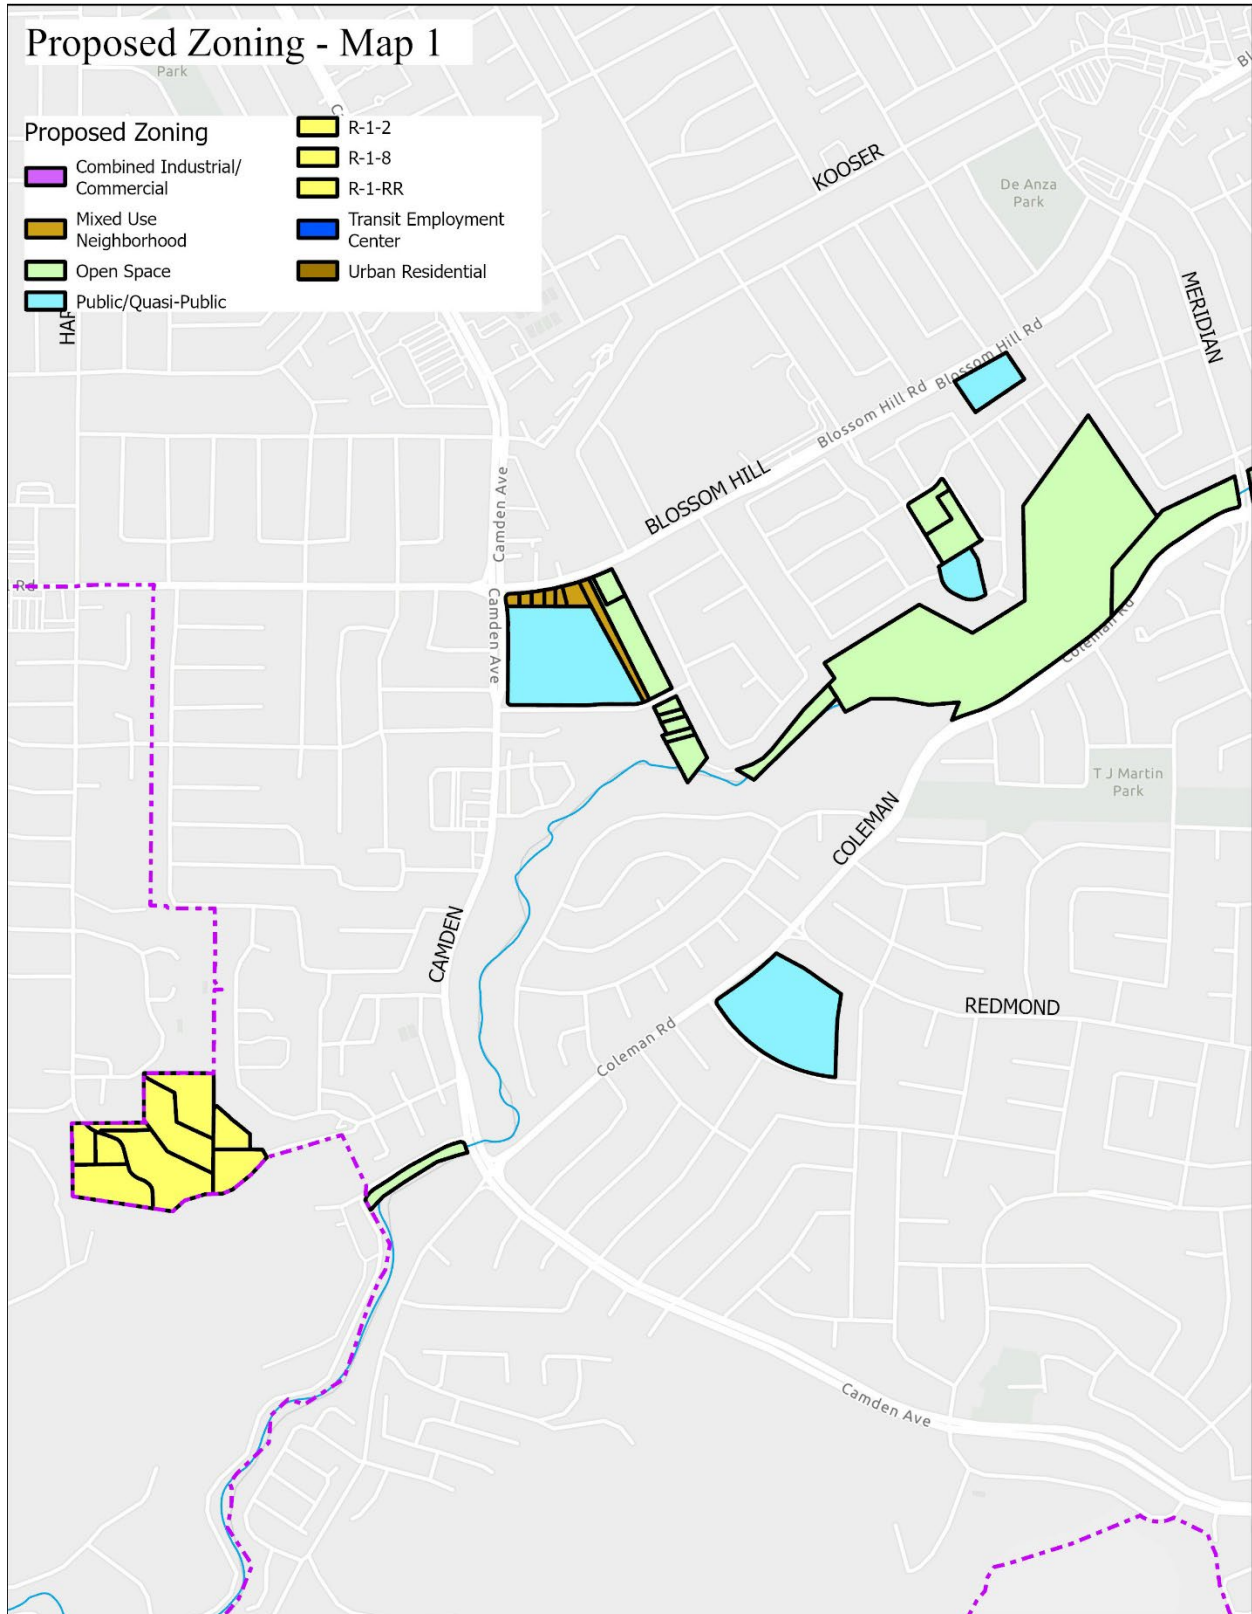 Proposed Zoning - Map 1
Park
Proposed Zoning
Combined Industrial/
Commercial
Mixed Use
Neighborhood
Open Space
Public/Quasi-Public
R-1-2
R-1-8
R-1-RR
Transit Employment
Center
Urban Residential
KOOSER
De Anza
Park
MERIDIAN
Blossom Hill Rd
Blossom Hill Rd
BLOSSOM HILL
Camden Ave
Camden Ave
Rd
Coleman Rd
T J Martin
Park
COLEMAN
CAMDEN
REDMOND
Coleman Rd
Camden Ave